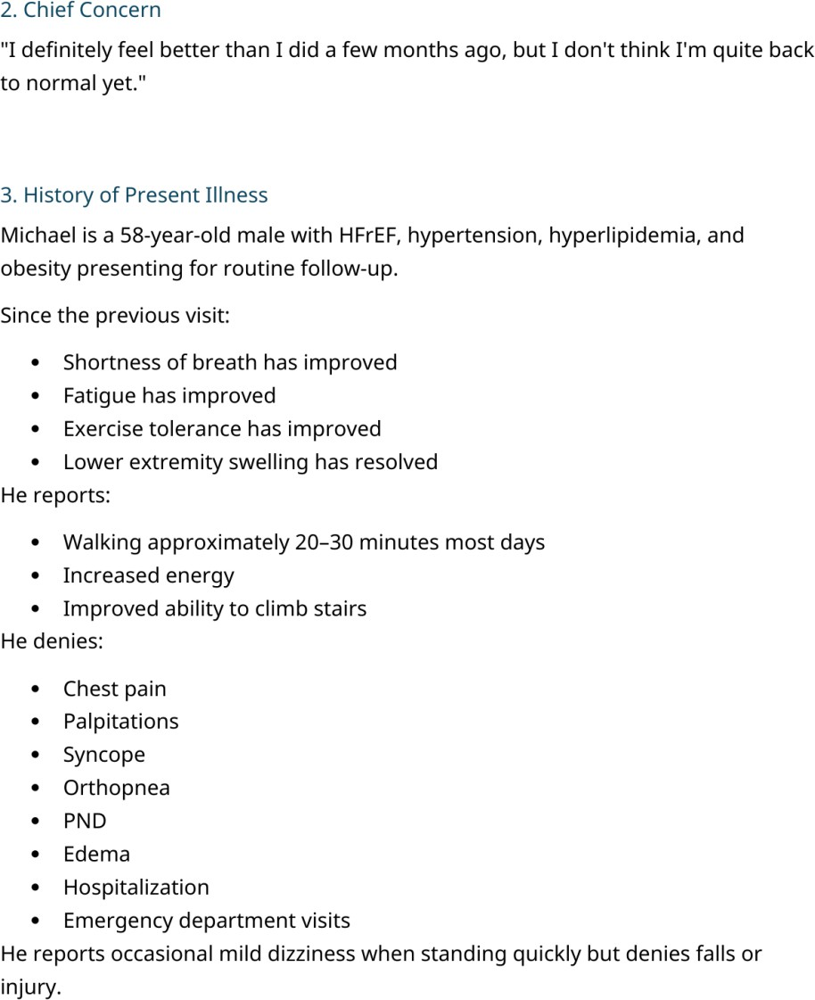 2. Chief Concern
"I definitely feel better than I did a few months ago, but I don't think I'm quite back
to normal yet."
3. History of Present Illness
Michael is a 58-year-old male with HFrEF, hypertension, hyperlipidemia, and
obesity presenting for routine follow-up.
Since the previous visit:
• Shortness of breath has improved
• Fatigue has improved
• Exercise tolerance has improved
• Lower extremity swelling has resolved
He reports:
• Walking approximately 20–30 minutes most days
• Increased energy
• Improved ability to climb stairs
He denies:
• Chest pain
• Palpitations
• Syncope
• Orthopnea
• PND
• Edema
• Hospitalization
• Emergency department visits
He reports occasional mild dizziness when standing quickly but denies falls or
injury.